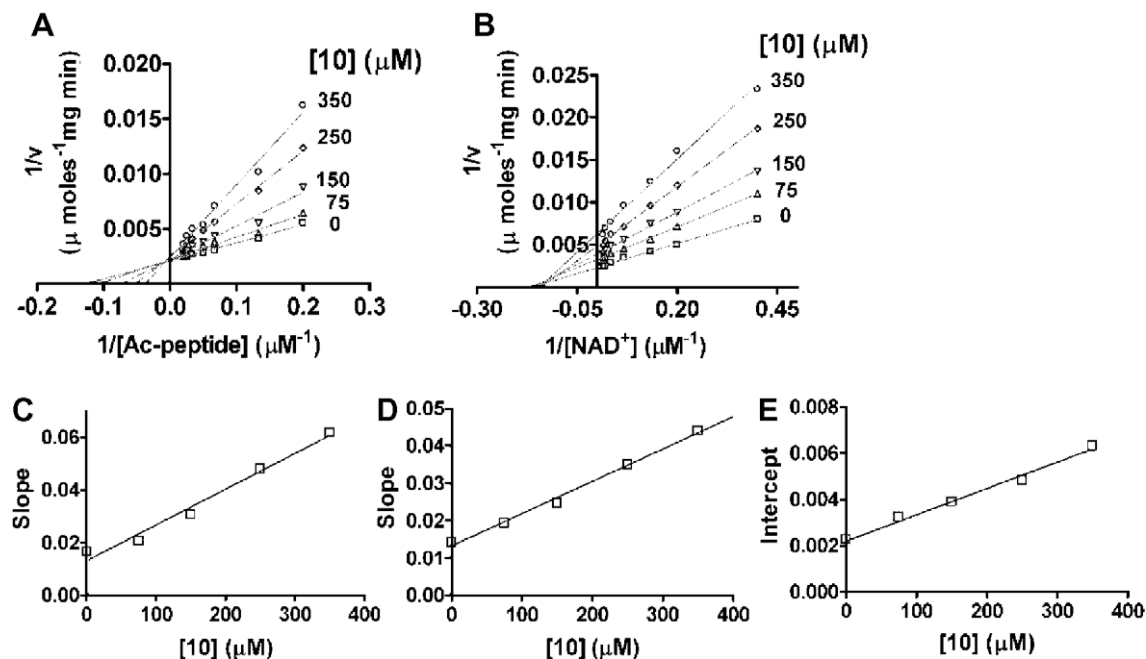 A
[10] (μM)
0.020
0.015
0.010
0.005
1/v
(μ moles⁻¹mg min)
350
250
150
75
0
-0.2 -0.1 0.0 0.1 0.2 0.3
1/[Ac-peptide] (μM⁻¹)
B
[10] (μM)
0.025
0.020
0.015
0.010
0.005
0.000
1/v
(μ moles⁻¹mg min)
350
250
150
75
0
-0.30 -0.05 0.20 0.45
1/[NAD⁺] (μM⁻¹)
C
0.06
0.04
0.02
0.00
Slope
0 100 200 300 400
[10] (μM)
D
0.05
0.04
0.03
0.02
0.01
0.00
Slope
0 100 200 300 400
[10] (μM)
E
0.008
0.006
0.004
0.002
0.000
Intercept
0 100 200 300 400
[10] (μM)